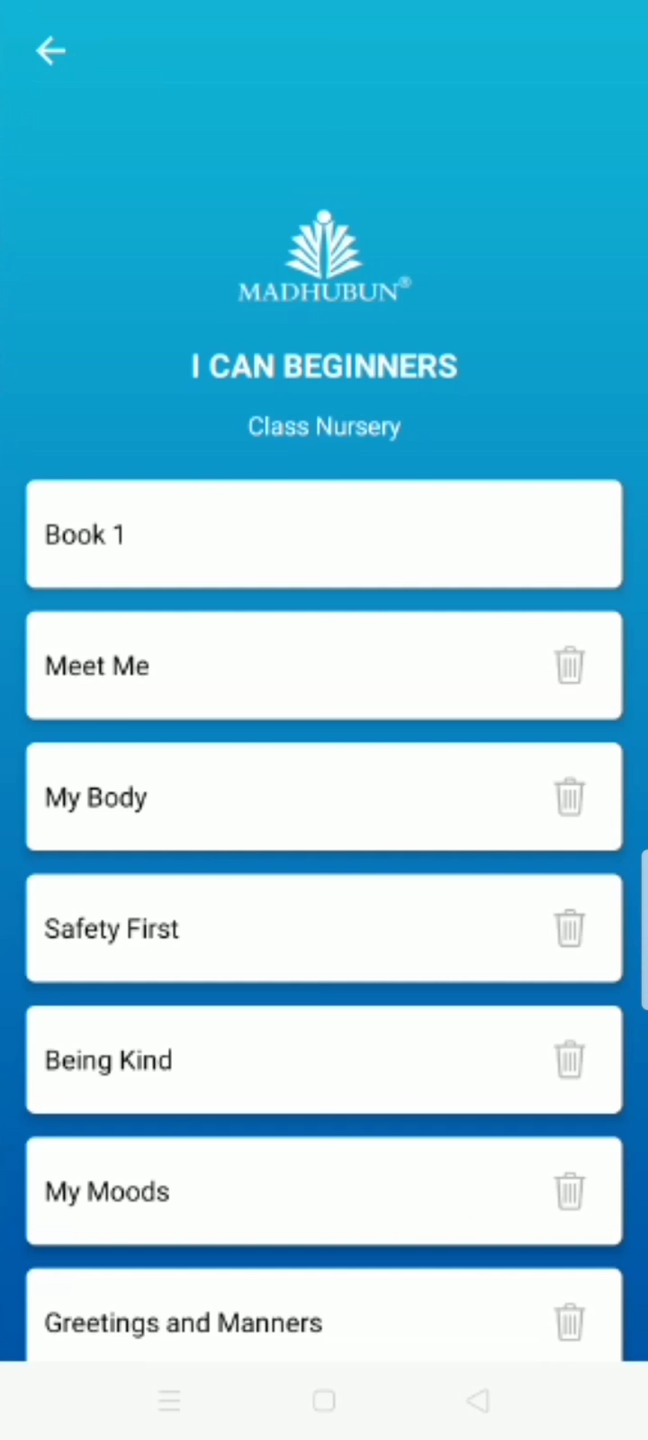 MADHUBUN®
I CAN BEGINNERS
Class Nursery
Book 1
Meet Me
My Body
Safety First
Being Kind
My Moods
Greetings and Manners